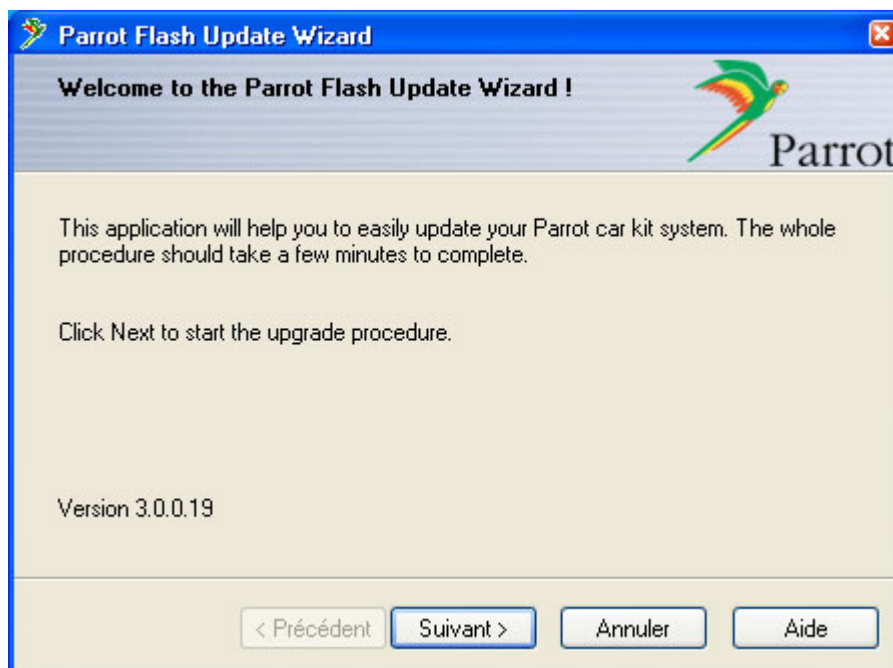 Parrot Flash Update Wizard
Welcome to the Parrot Flash Update Wizard !
Parrot
This application will help you to easily update your Parrot car kit system. The whole
procedure should take a few minutes to complete.
Click Next to start the upgrade procedure.
Version 3.0.0.19
< Précédent
Suivant >
Annuler
Aide